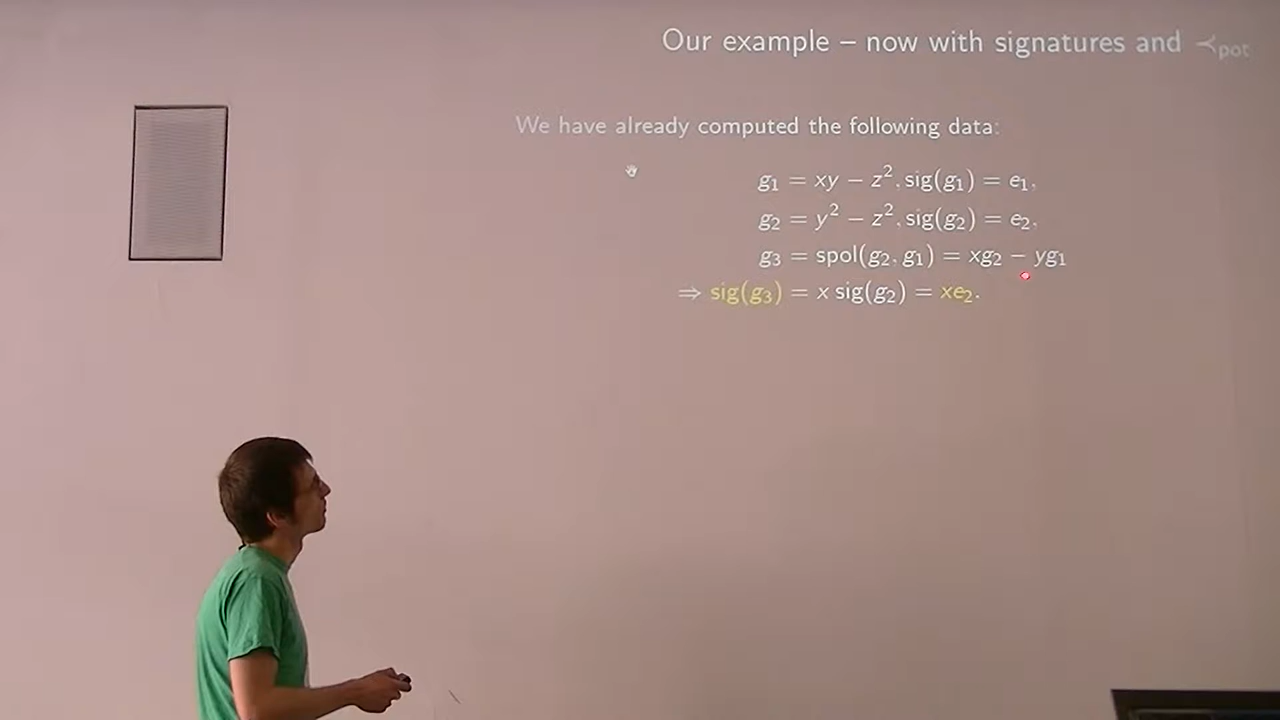 Our example – now with signatures and ≺pot
We have already computed the following data:
g₁ = xy − z², sig(g₁) = e₁,
g₂ = y² − z², sig(g₂) = e₂,
g₃ = spol(g₂, g₁) = xg₂ − yg₁
⇒ sig(g₃) = x sig(g₂) = xe₂.